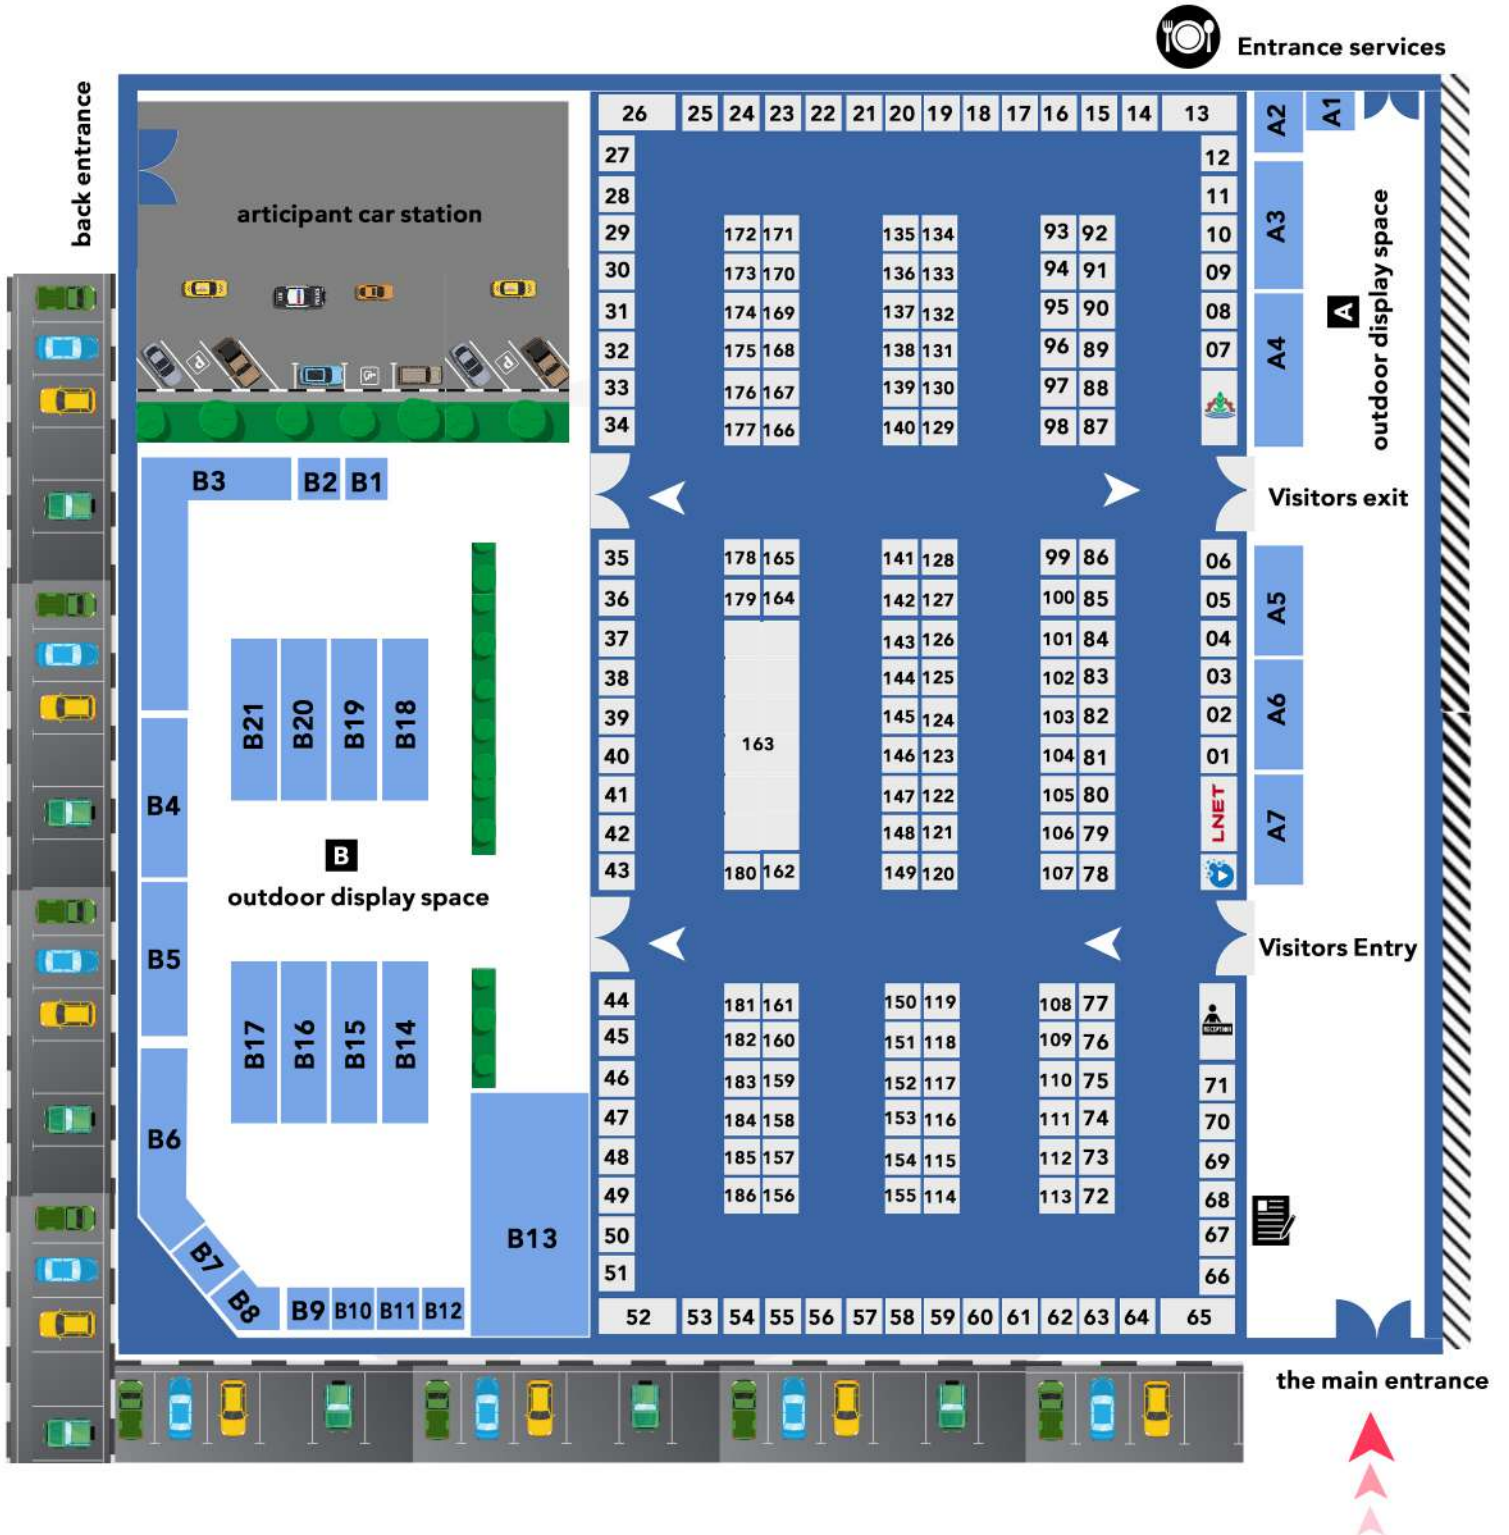 Entrance services
back entrance
26 25 24 23 22 21 20 19 18 17 16 15 14 13
A2 A1
27 12
28 11
articipant car station
A3
outdoor display space
29 172 171 135 134 93 92 10
30 173 170 136 133 94 91 09
31 174 169 137 132 95 90 08
A
32 175 168 138 131 96 89 07
A4
33 176 167 139 130 97 88
34 177 166 140 129 98 87
B3 B2 B1
Visitors exit
35 178 165 141 128 99 86 06
36 179 164 142 127 100 85 05
A5
37 143 126 101 84 04
38 144 125 102 83 03
39 145 124 103 82 02
A6
B21 B20 B19 B18
163
40 146 123 104 81 01
41 147 122 105 80
LNET
B4
42 148 121 106 79
A7
B
43 180 162 149 120 107 78
outdoor display space
Visitors Entry
B5
44 181 161 150 119 108 77
RECEPTION
45 182 160 151 118 109 76
B17 B16 B15 B14
46 183 159 152 117 110 75 71
47 184 158 153 116 111 74 70
B6
48 185 157 154 115 112 73 69
49 186 156 155 114 113 72 68
50 67
B13
B7
51 66
B8 B9 B10 B11 B12
52 53 54 55 56 57 58 59 60 61 62 63 64 65
the main entrance